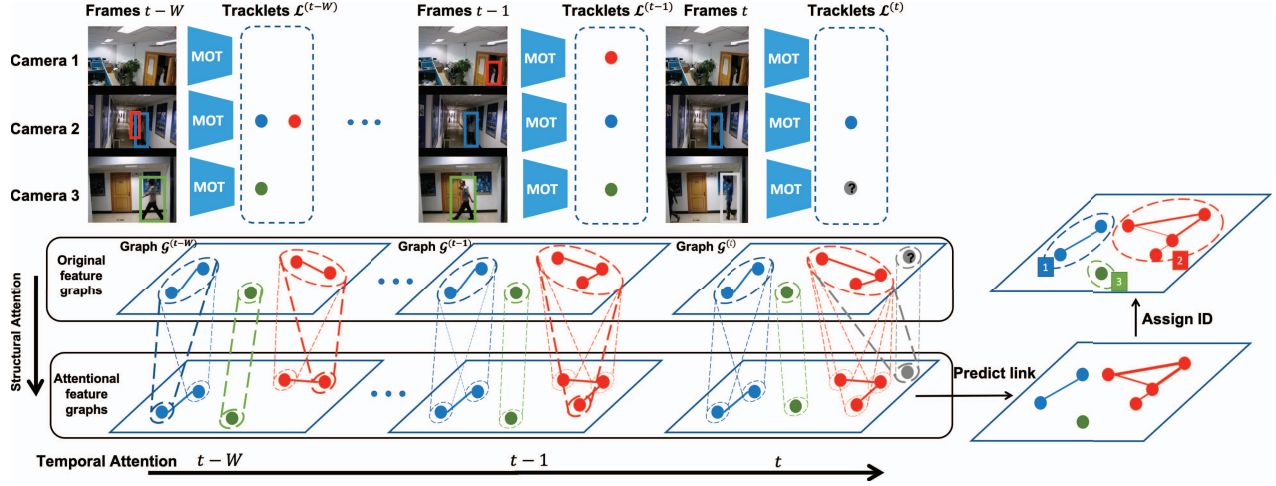 Frames t − W
Tracklets 𝓛^(t−W)
Frames t − 1
Tracklets 𝓛^(t−1)
Frames t
Tracklets 𝓛^(t)
Camera 1
MOT
MOT
MOT
Camera 2
MOT
MOT
MOT
Camera 3
MOT
MOT
MOT
?
Graph 𝒢^(t−W)
Graph 𝒢^(t−1)
Graph 𝒢^(t)
Original
feature
graphs
?
Structural Attention
Attentional
feature
graphs
1
2
3
Assign ID
Predict link
Temporal Attention
t − W
t − 1
t